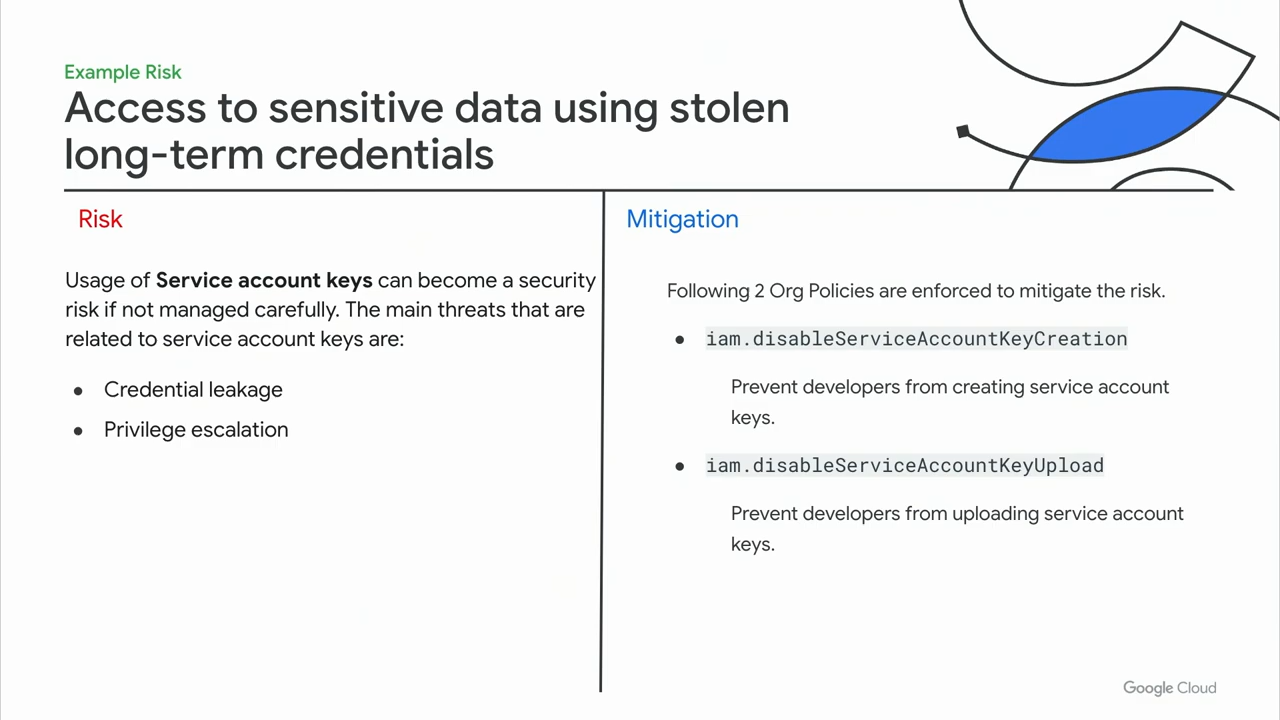 Example Risk
Access to sensitive data using stolen
long-term credentials
Risk
Usage of Service account keys can become a security
risk if not managed carefully. The main threats that are
related to service account keys are:
● Credential leakage
● Privilege escalation
Mitigation
Following 2 Org Policies are enforced to mitigate the risk.
● iam.disableServiceAccountKeyCreation
Prevent developers from creating service account
keys.
● iam.disableServiceAccountKeyUpload
Prevent developers from uploading service account
keys.
Google Cloud